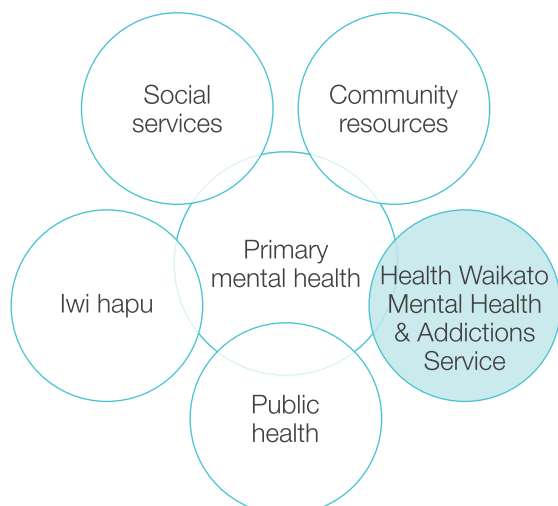 Social
services
Community
resources
Primary
mental health
Iwi hapu
Health Waikato
Mental Health
& Addictions
Service
Public
health